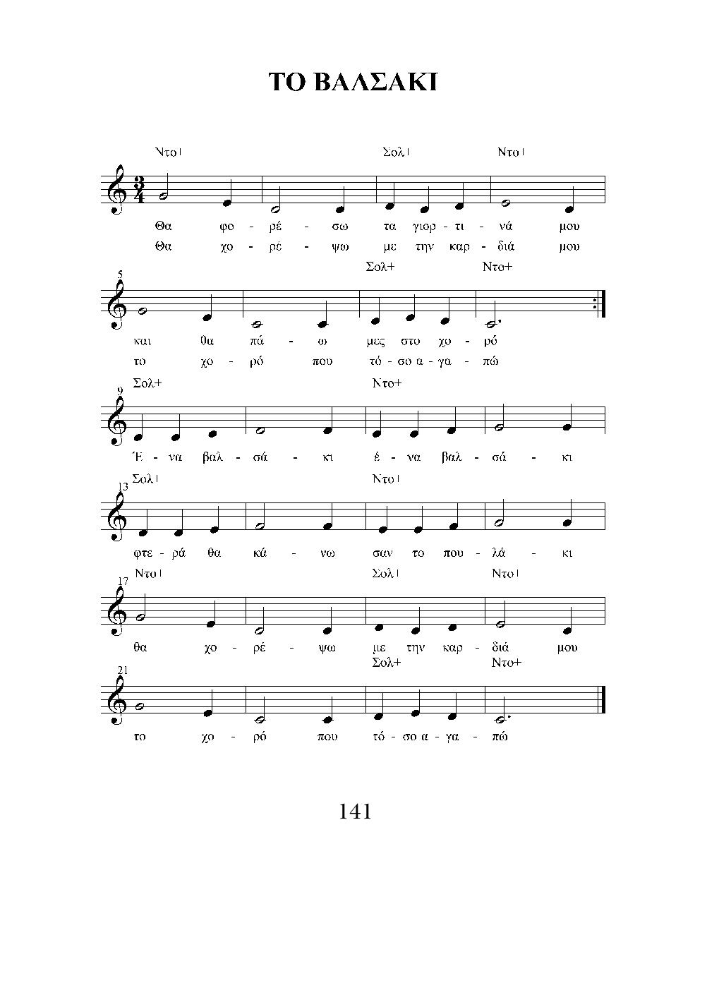 ΤΟ ΒΑΛΣΑΚΙ
Ντο+ Σολ+ Ντο+
3
4
Θα φο - ρέ - σω τα γιορ - τι - νά μου
Θα χο - ρέ - ψω με την καρ - διά μου
Σολ+ Ντο+
5
και θα πά - ω μες στο χο - ρό
το χο - ρό που τό - σο α - γα - πώ
Σολ+ Ντο+
9
Έ - να βαλ - σά - κι έ - να βαλ - σά - κι
Σολ+ Ντο+
13
φτε - ρά θα κά - νω σαν το που - λά - κι
Ντο+ Σολ+ Ντο+
17
θα χο - ρέ - ψω με την καρ - διά μου
Σολ+ Ντο+
21
το χο - ρό που τό - σο α - γα - πώ
141